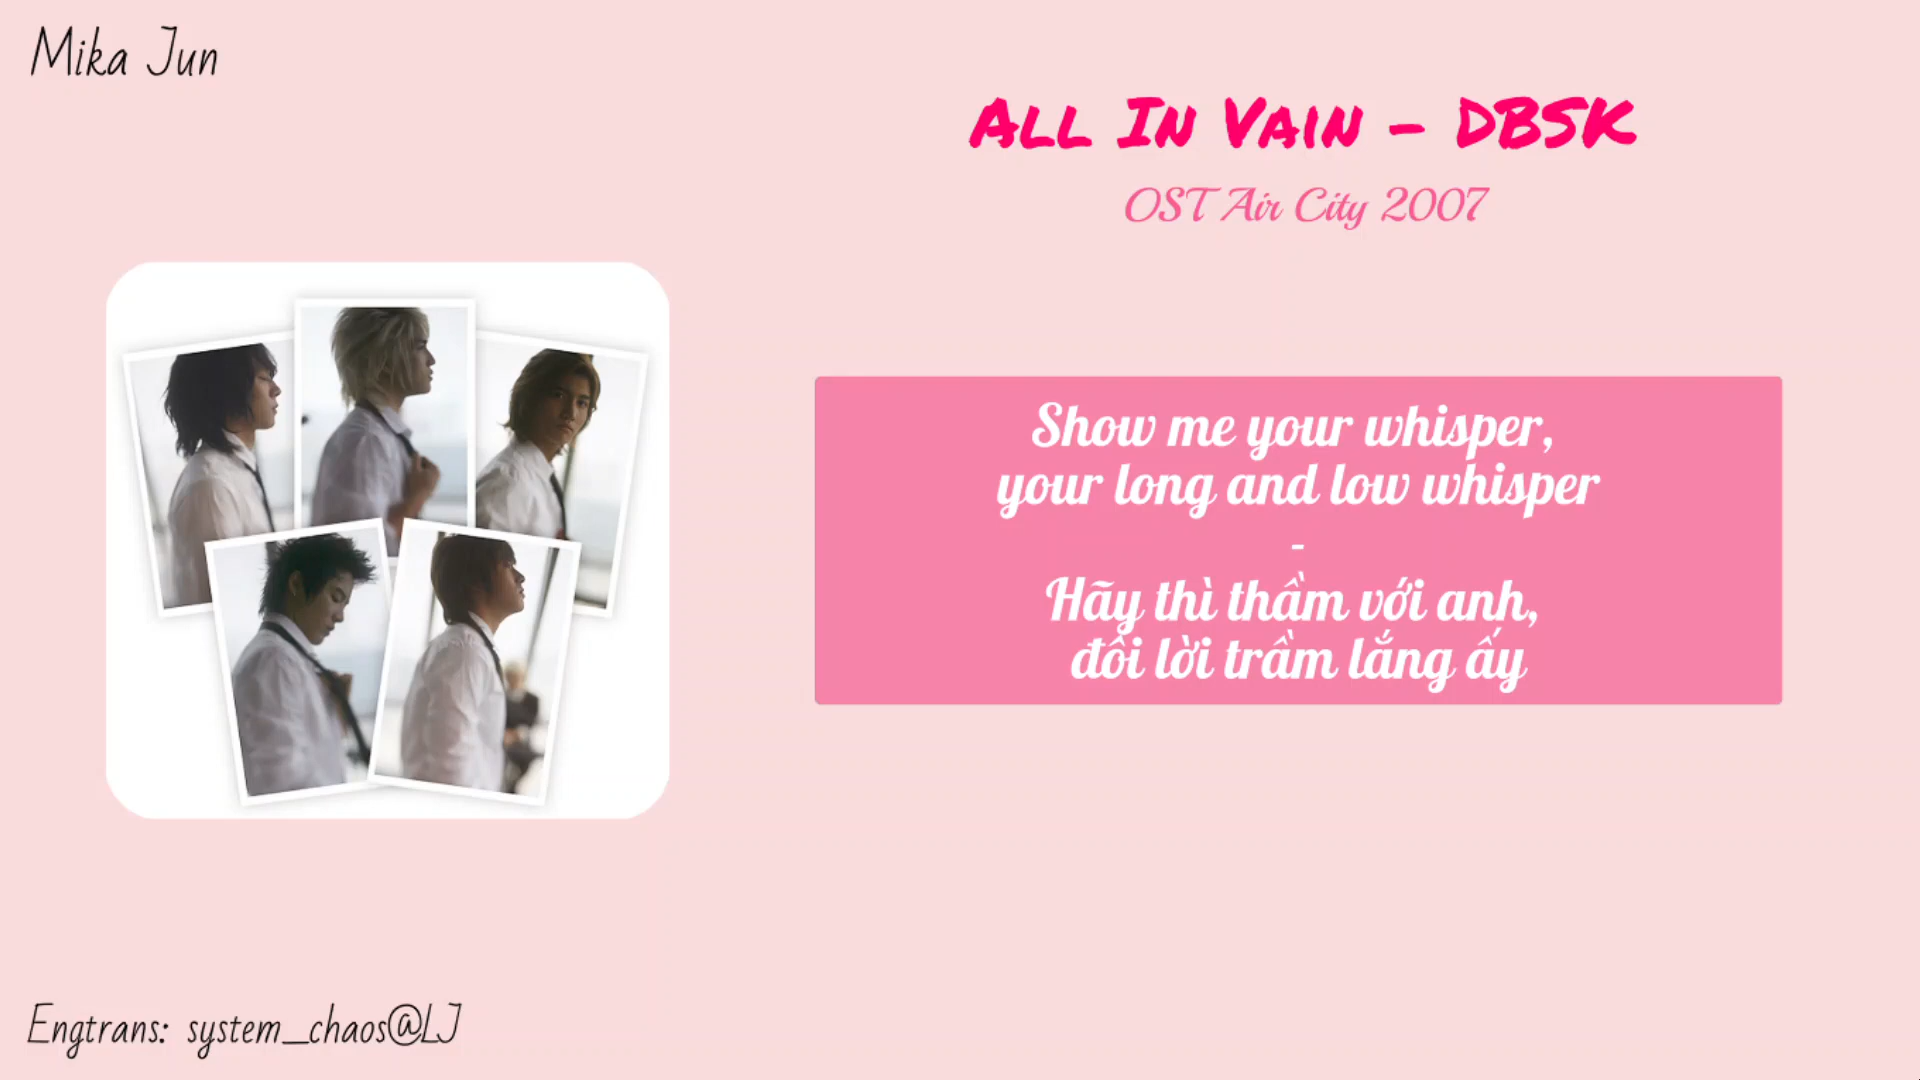 Mika Jun
All In Vain - DBSK
OST Air City 2007
Show me your whisper,
your long and low whisper
-
Hãy thì thầm với anh,
đôi lời trầm lắng ấy
Engtrans: system_chaos@LJ